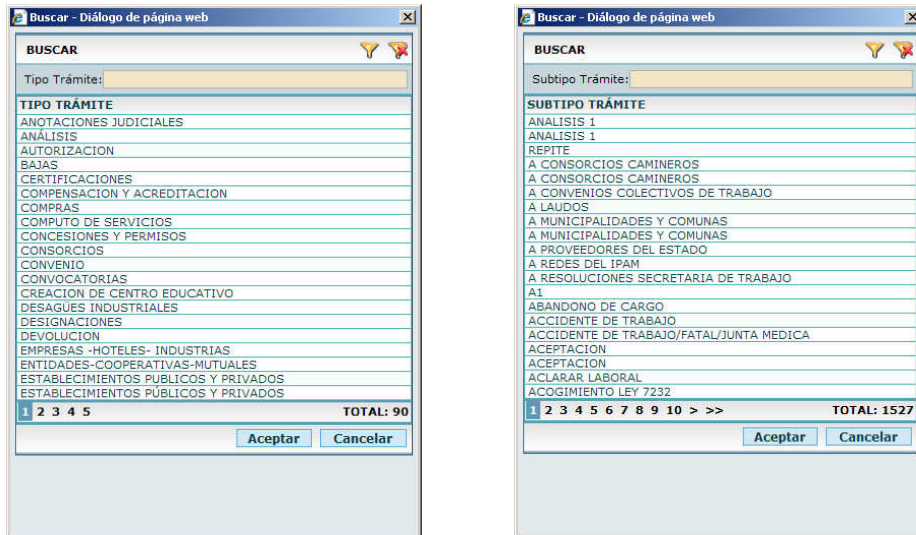 Buscar - Diálogo de página web
BUSCAR
Tipo Trámite:
TIPO TRÁMITE
ANOTACIONES JUDICIALES
ANÁLISIS
AUTORIZACION
BAJAS
CERTIFICACIONES
COMPENSACION Y ACREDITACION
COMPRAS
COMPUTO DE SERVICIOS
CONCESIONES Y PERMISOS
CONSORCIOS
CONVENIO
CONVOCATORIAS
CREACION DE CENTRO EDUCATIVO
DESAGÜES INDUSTRIALES
DESIGNACIONES
DEVOLUCION
EMPRESAS -HOTELES- INDUSTRIAS
ENTIDADES-COOPERATIVAS-MUTUALES
ESTABLECIMIENTOS PUBLICOS Y PRIVADOS
ESTABLECIMIENTOS PÚBLICOS Y PRIVADOS
1 2 3 4 5 TOTAL: 90
Aceptar Cancelar
Buscar - Diálogo de página web
BUSCAR
Subtipo Trámite:
SUBTIPO TRÁMITE
ANALISIS 1
ANALISIS 1
REPITE
A CONSORCIOS CAMINEROS
A CONSORCIOS CAMINEROS
A CONVENIOS COLECTIVOS DE TRABAJO
A LAUDOS
A MUNICIPALIDADES Y COMUNAS
A MUNICIPALIDADES Y COMUNAS
A PROVEEDORES DEL ESTADO
A REDES DEL IPAM
A RESOLUCIONES SECRETARIA DE TRABAJO
A1
ABANDONO DE CARGO
ACCIDENTE DE TRABAJO
ACCIDENTE DE TRABAJO/FATAL/JUNTA MEDICA
ACEPTACION
ACEPTACION
ACLARAR LABORAL
ACOGIMIENTO LEY 7232
1 2 3 4 5 6 7 8 9 10 > >> TOTAL: 1527
Aceptar Cancelar